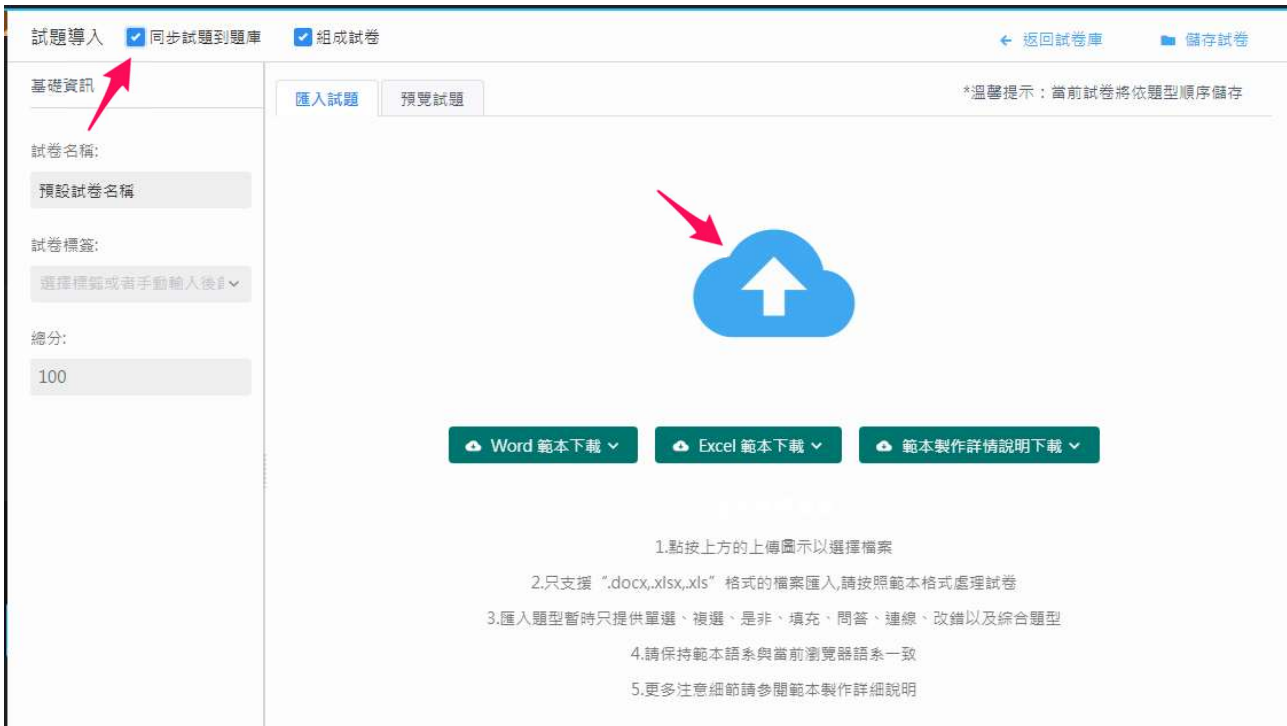 試題導入 同步試題到題庫 組成試卷 返回試卷庫 儲存試卷
基礎資訊
匯入試題 預覽試題 *溫馨提示：當前試卷將依題型順序儲存
試卷名稱:
預設試卷名稱
試卷標簽:
選擇標籤或者手動輸入後
總分:
100
Word 範本下載 Excel 範本下載 範本製作詳情說明下載
1.點按上方的上傳圖示以選擇檔案
2.只支援“.docx,.xlsx,.xls”格式的檔案匯入,請按照範本格式處理試卷
3.匯入題型暫時只提供單選、複選、是非、填充、問答、連線、改錯以及綜合題型
4.請保持範本語系與當前瀏覽器語系一致
5.更多注意細節請參閱範本製作詳細說明